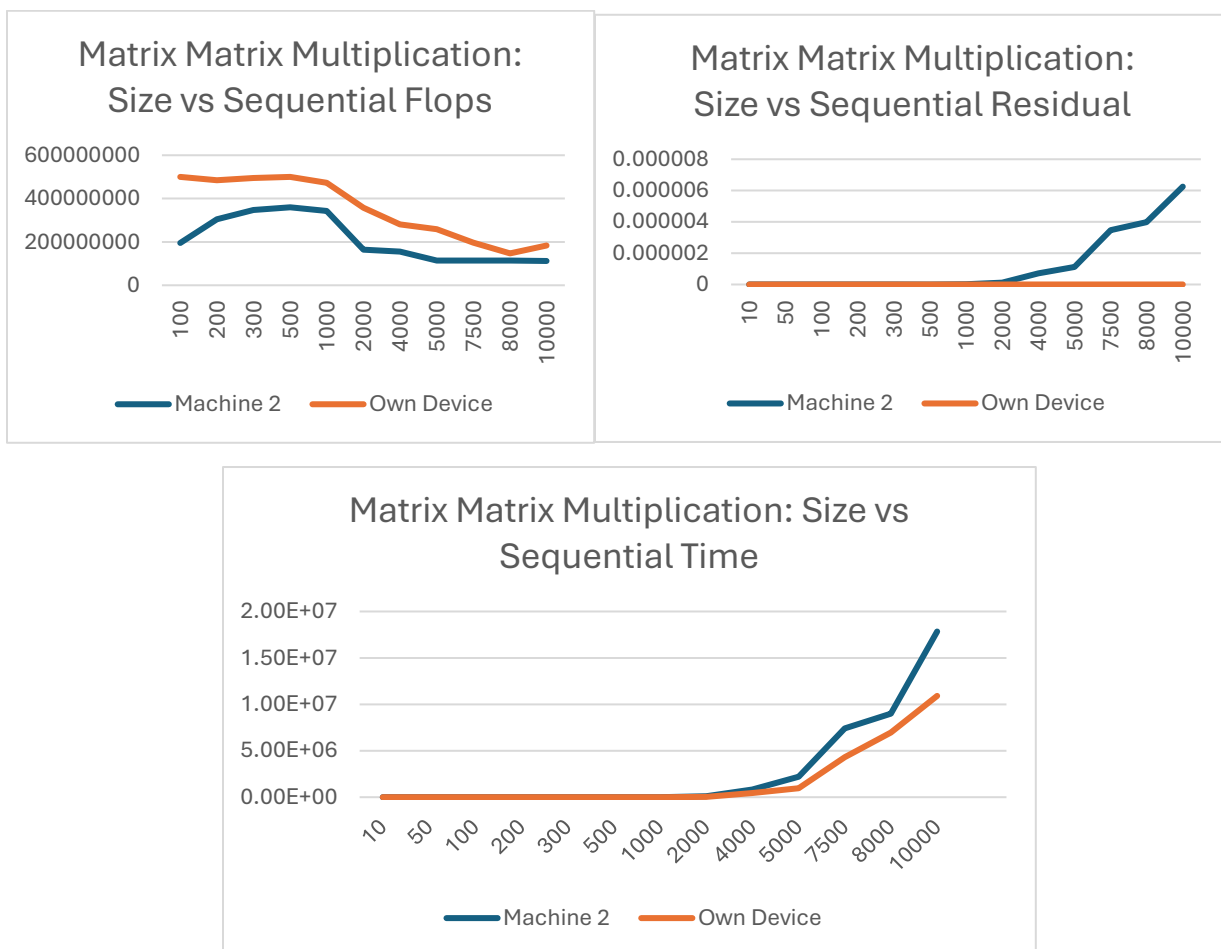 Matrix Matrix Multiplication:
Size vs Sequential Flops
600000000
400000000
200000000
0
100
200
300
500
1000
2000
4000
5000
7500
8000
10000
Machine 2
Own Device
Matrix Matrix Multiplication:
Size vs Sequential Residual
0.000008
0.000006
0.000004
0.000002
0
10
50
100
200
300
500
1000
2000
4000
5000
7500
8000
10000
Machine 2
Own Device
Matrix Matrix Multiplication: Size vs
Sequential Time
2.00E+07
1.50E+07
1.00E+07
5.00E+06
0.00E+00
10
50
100
200
300
500
1000
2000
4000
5000
7500
8000
10000
Machine 2
Own Device